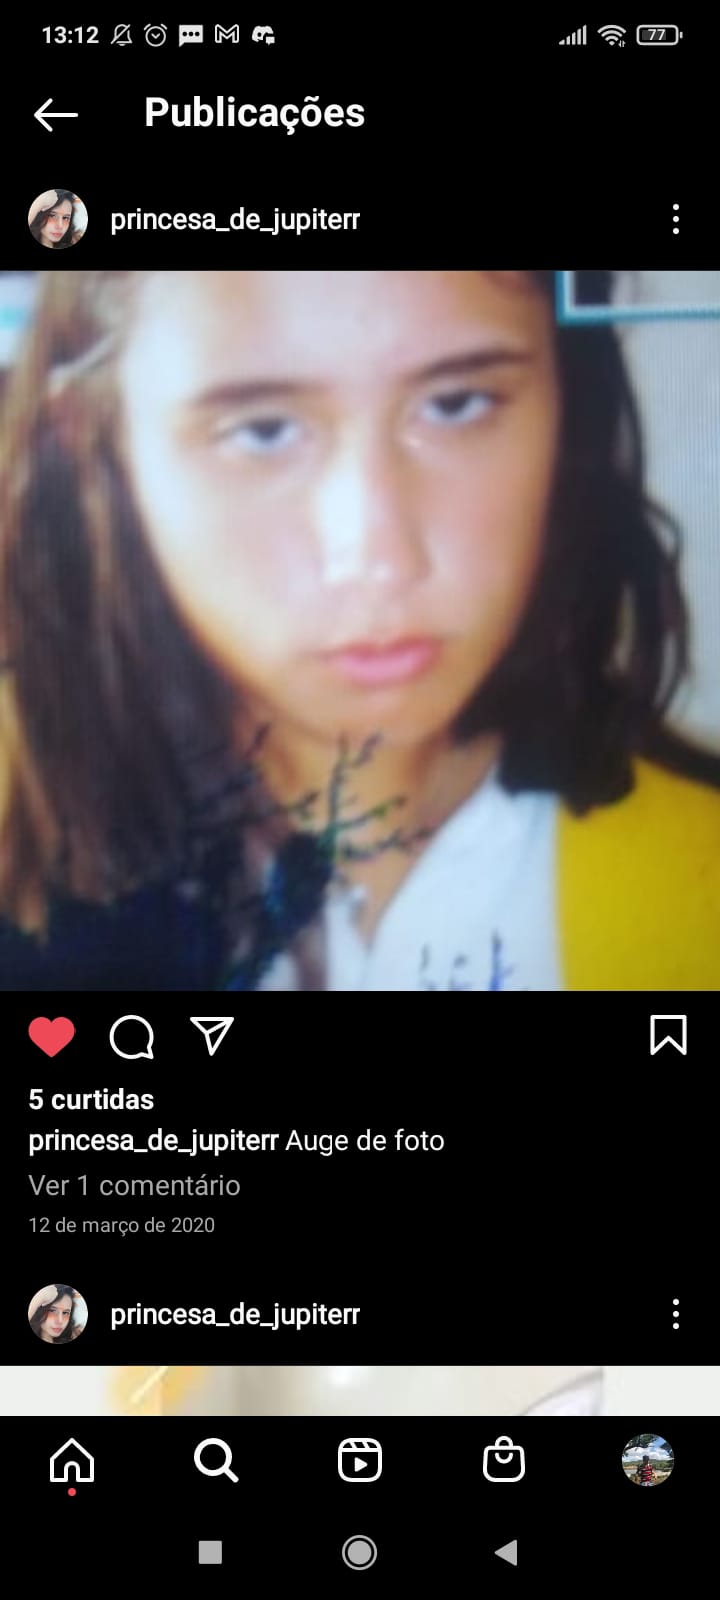 13:12
77
Publicações
princesa_de_jupiterr
5 curtidas
princesa_de_jupiterr Auge de foto
Ver 1 comentário
12 de março de 2020
princesa_de_jupiterr